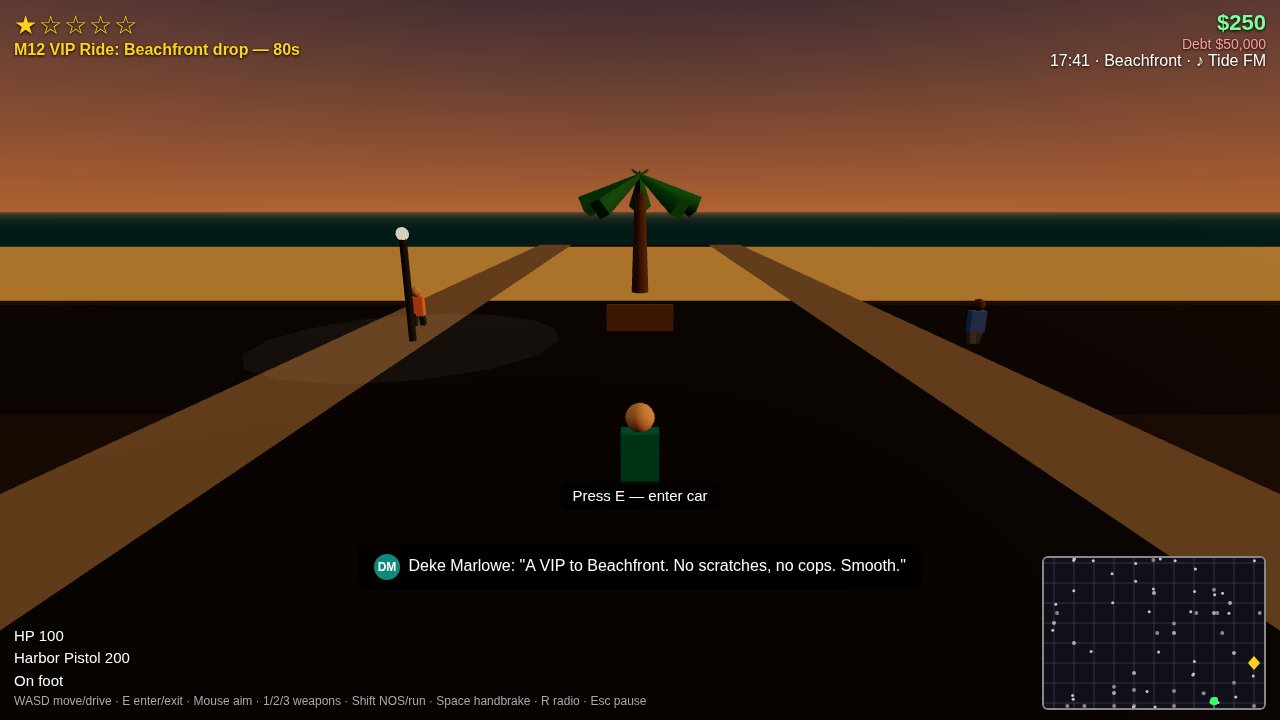 ★☆☆☆☆
M12 VIP Ride: Beachfront drop — 80s
$250
Debt $50,000
17:41 · Beachfront · ♪ Tide FM
Press E — enter car
DM Deke Marlowe: "A VIP to Beachfront. No scratches, no cops. Smooth."
HP 100
Harbor Pistol 200
On foot
WASD move/drive · E enter/exit · Mouse aim · 1/2/3 weapons · Shift NOS/run · Space handbrake · R radio · Esc pause